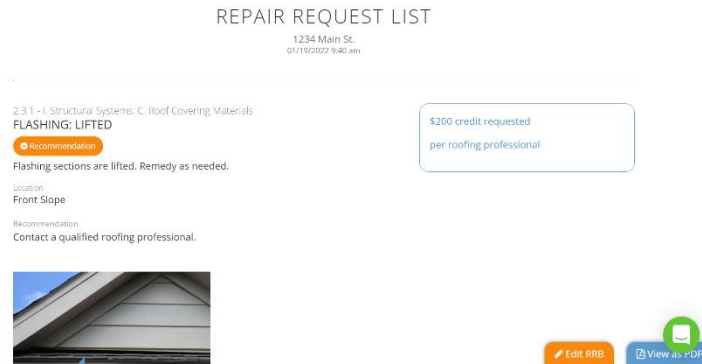 REPAIR REQUEST LIST
1234 Main St.
01/19/2022 9:40 am
2.3.1 - I. Structural Systems: C. Roof Covering Materials
FLASHING: LIFTED
Recommendation
Flashing sections are lifted. Remedy as needed.
Location
Front Slope
Recommendation
Contact a qualified roofing professional.
$200 credit requested
per roofing professional
Edit RRB
View as PDF